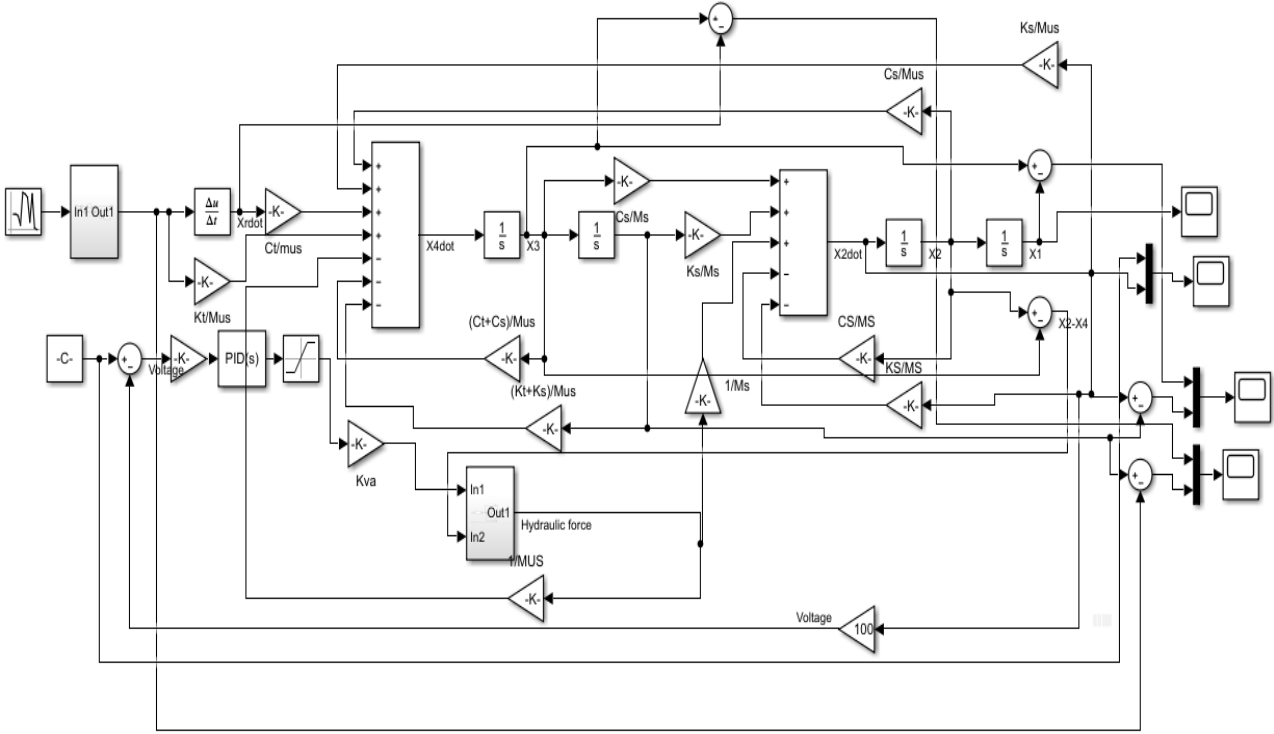 Ks/Mus
-K-
Cs/Mus
-K-
In1 Out1
Δu
Δt
Xrdot
-K-
Ct/mus
-K-
Kt/Mus
X4dot
1
s
X3
-K-
Cs/Ms
1
s
-K-
Ks/Ms
X2dot
1
s
X2
1
s
X1
X2-X4
CS/MS
-K-
KS/MS
-K-
-C-
Voltage
-K-
PID(s)
(Ct+Cs)/Mus
-K-
(Kt+Ks)/Mus
-K-
1/Ms
-K-
-K-
Kva
In1
Out1
In2
Hydraulic force
1/MUS
-K-
Voltage
100